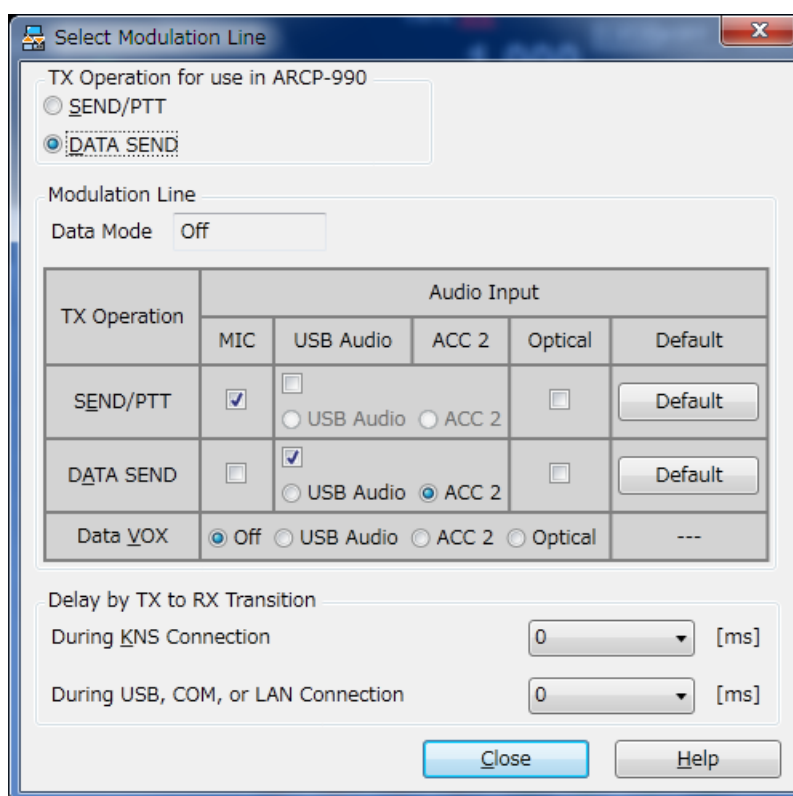 Select Modulation Line
TX Operation for use in ARCP-990
SEND/PTT
DATA SEND
Modulation Line
Data Mode Off
TX Operation Audio Input
MIC USB Audio ACC 2 Optical Default
SEND/PTT Default
USB Audio ACC 2
DATA SEND Default
USB Audio ACC 2
Data VOX Off USB Audio ACC 2 Optical ---
Delay by TX to RX Transition
During KNS Connection 0 [ms]
During USB, COM, or LAN Connection 0 [ms]
Close Help